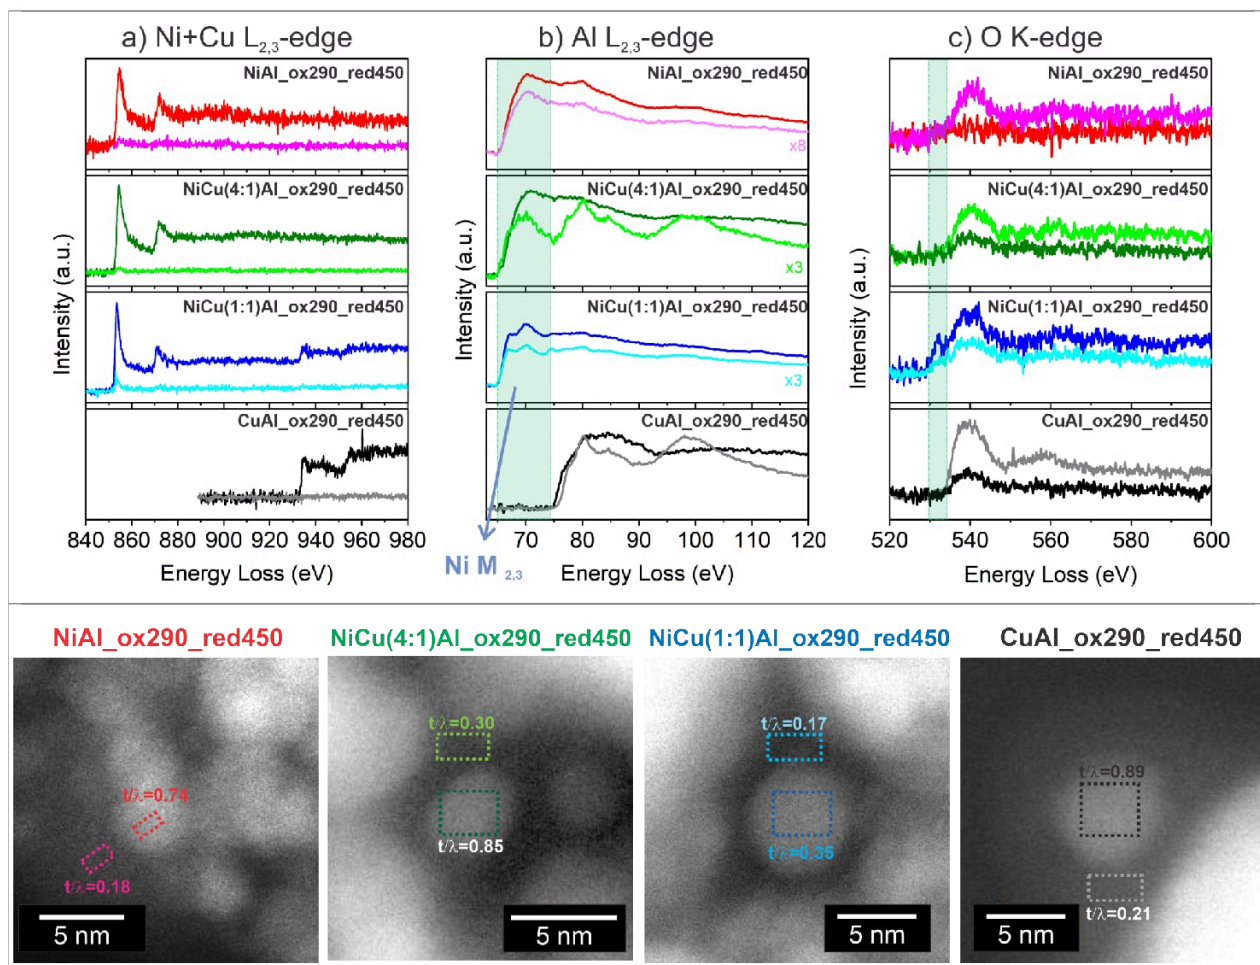 a) Ni+Cu L2,3-edge
b) Al L2,3-edge
c) O K-edge
NiAl_ox290_red450
NiAl_ox290_red450
x8
NiAl_ox290_red450
NiCu(4:1)Al_ox290_red450
NiCu(4:1)Al_ox290_red450
x3
NiCu(4:1)Al_ox290_red450
NiCu(1:1)Al_ox290_red450
NiCu(1:1)Al_ox290_red450
x3
NiCu(1:1)Al_ox290_red450
CuAl_ox290_red450
CuAl_ox290_red450
CuAl_ox290_red450
Intensity (a.u.)
Intensity (a.u.)
Intensity (a.u.)
840 860 880 900 920 940 960 980
70 80 90 100 110 120
520 540 560 580 600
Energy Loss (eV)
Ni M 2,3
Energy Loss (eV)
Energy Loss (eV)
NiAl_ox290_red450
NiCu(4:1)Al_ox290_red450
NiCu(1:1)Al_ox290_red450
CuAl_ox290_red450
t/λ=0.74
t/λ=0.18
5 nm
t/λ=0.30
t/λ=0.85
5 nm
t/λ=0.17
t/λ=0.35
5 nm
t/λ=0.89
t/λ=0.21
5 nm